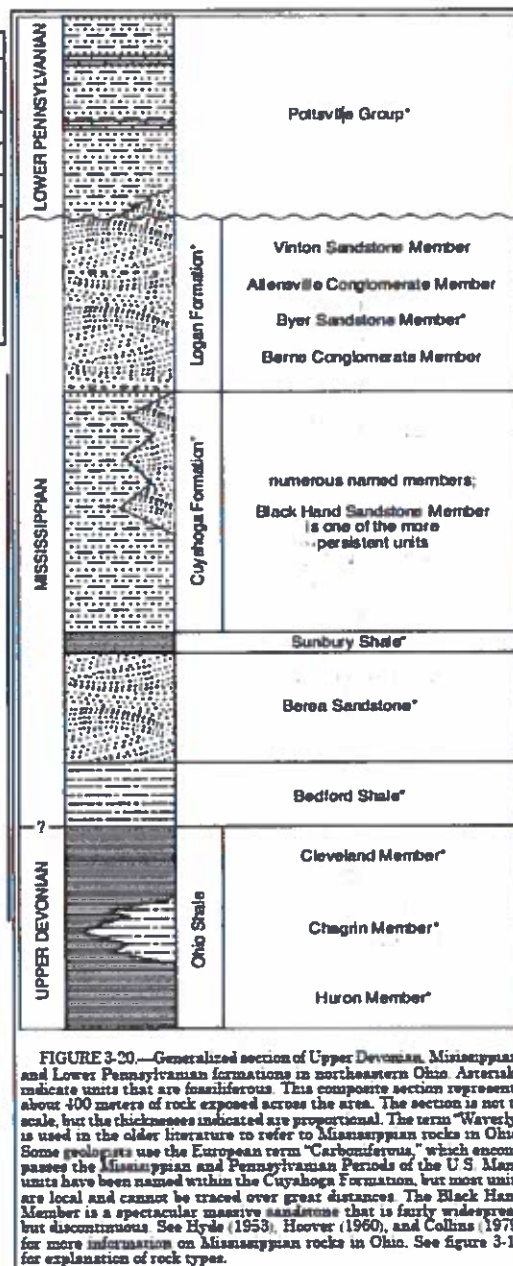 LOWER PENNSYLVANIAN
Pottsville Group*
MISSISSIPPIAN
Logan Formation*
Vinton Sandstone Member
Allensville Conglomerate Member
Byer Sandstone Member*
Berne Conglomerate Member
Cuyahoga Formation*
numerous named members;
Black Hand Sandstone Member
is one of the more
persistent units
Sunbury Shale*
Berea Sandstone*
Bedford Shale*
?
UPPER DEVONIAN
Ohio Shale
Cleveland Member*
Chagrin Member*
Huron Member*
FIGURE 3-20.—Generalized section of Upper Devonian, Mississippian
and Lower Pennsylvanian formations in northeastern Ohio. Asterisk
indicate units that are fossiliferous. This composite section represent
about 400 meters of rock exposed across the area. The section is not t
scale, but the thicknesses indicated are proportional. The term "Waverly
is used in the older literature to refer to Mississippian rocks in Ohio
Some geologists use the European term "Carboniferous," which encom
passes the Mississippian and Pennsylvanian Periods of the U.S. Man
units have been named within the Cuyahoga Formation, but most unit
are local and cannot be traced over great distances. The Black Han
Member is a spectacular massive sandstone that is fairly widespread
but discontinuous. See Hyde (1953), Hoover (1960), and Collins (1979
for more information on Mississippian rocks in Ohio. See figure 3-1
for explanation of rock types.